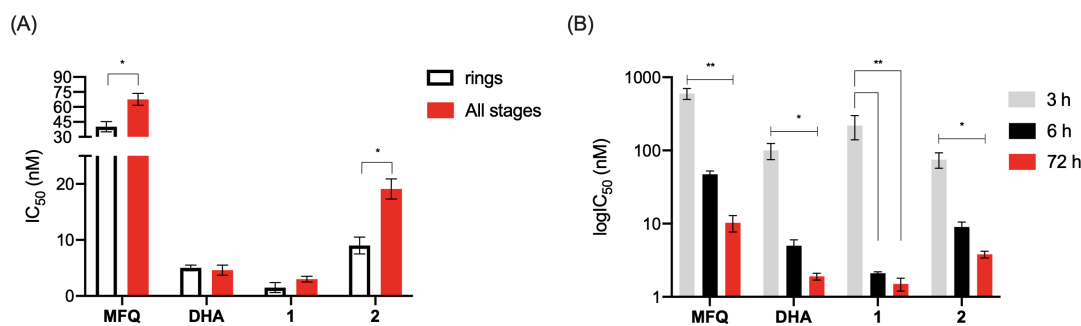 (A)
*
rings
All stages
90
75
60
45
30
20
10
0
IC50 (nM)
*
MFQ DHA 1 2
(B)
**
*
**
*
3 h
6 h
72 h
1000
100
10
1
logIC50 (nM)
MFQ DHA 1 2